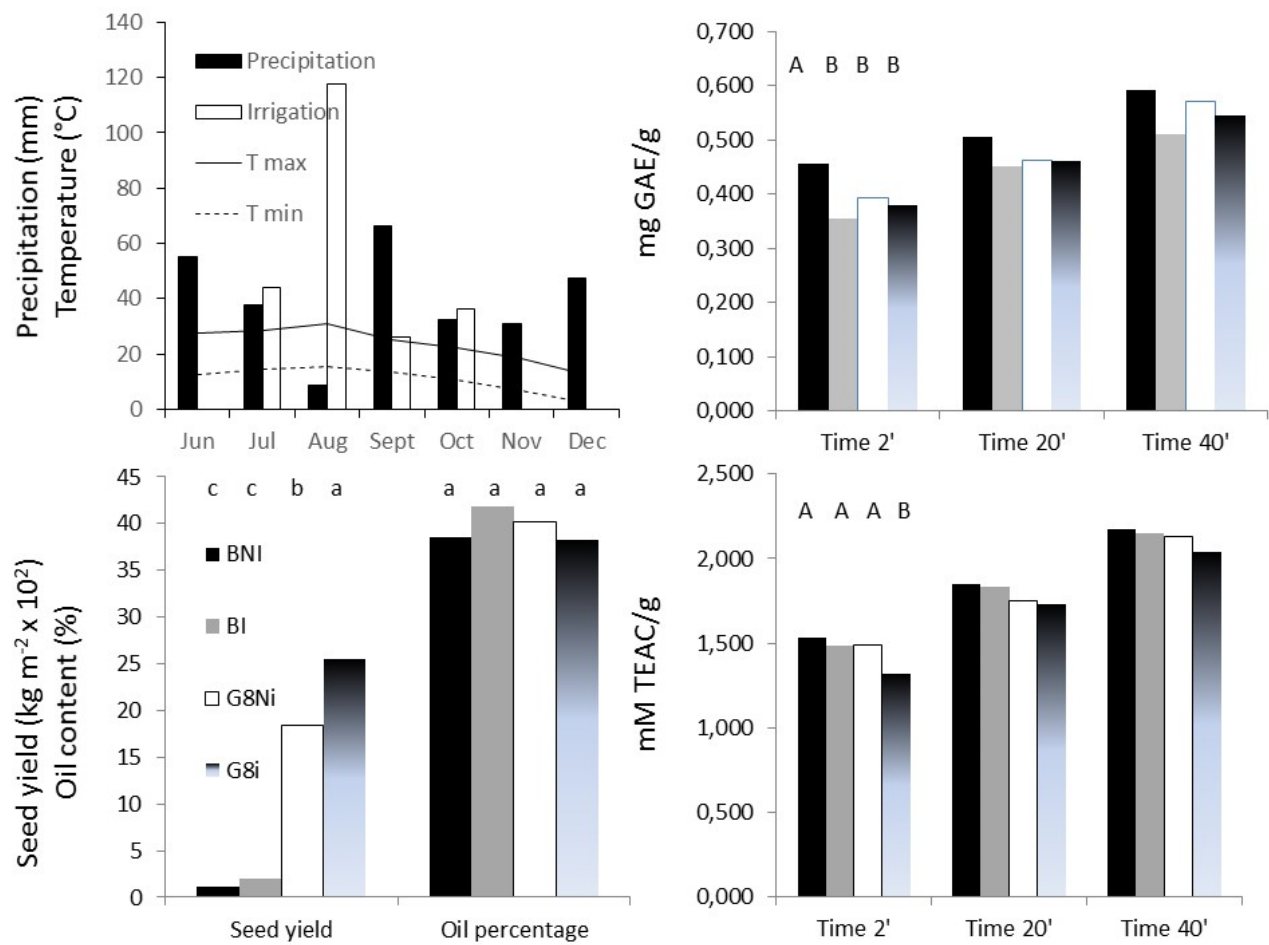 Precipitation (mm)
Temperature (°C)
140
120
100
80
60
40
20
0
Precipitation
Irrigation
T max
T min
Jun Jul Aug Sept Oct Nov Dec
mg GAE/g
0,700
0,600
0,500
0,400
0,300
0,200
0,100
0,000
A B B B
Time 2' Time 20' Time 40'
Seed yield (kg m⁻² x 10²)
Oil content (%)
45
40
35
30
25
20
15
10
5
0
c c b a a a a a
BNI
BI
G8Ni
G8i
Seed yield Oil percentage
mM TEAC/g
2,500
2,000
1,500
1,000
0,500
0,000
A A A B
Time 2' Time 20' Time 40'